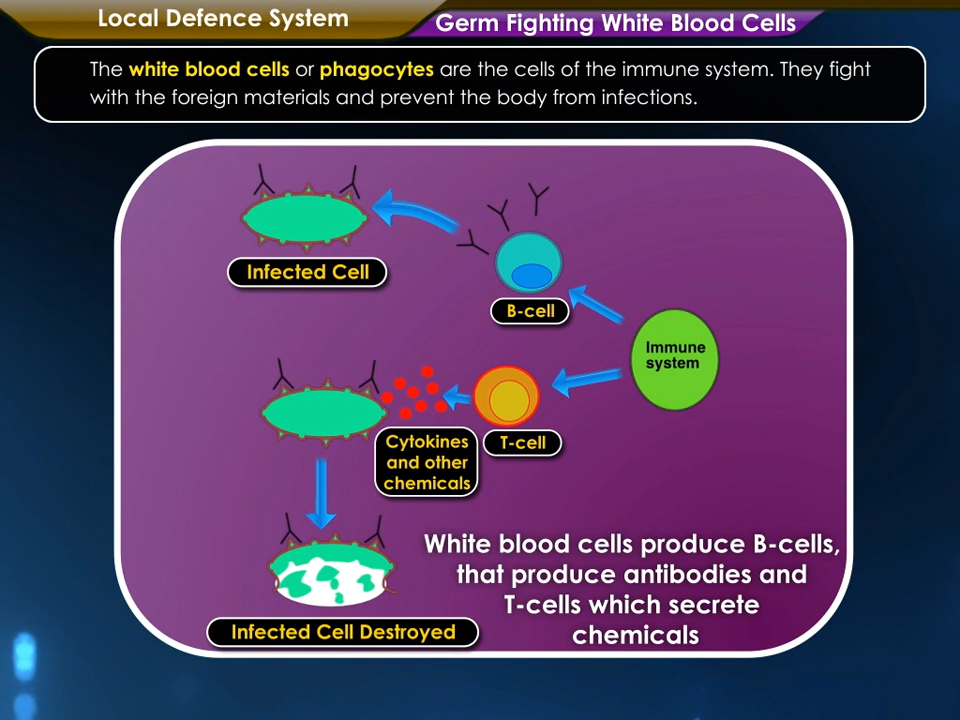 Local Defence System
Germ Fighting White Blood Cells
The white blood cells or phagocytes are the cells of the immune system. They fight
with the foreign materials and prevent the body from infections.
Infected Cell
B-cell
Immune
system
Cytokines
and other
chemicals
T-cell
White blood cells produce B-cells,
that produce antibodies and
T-cells which secrete
chemicals
Infected Cell Destroyed